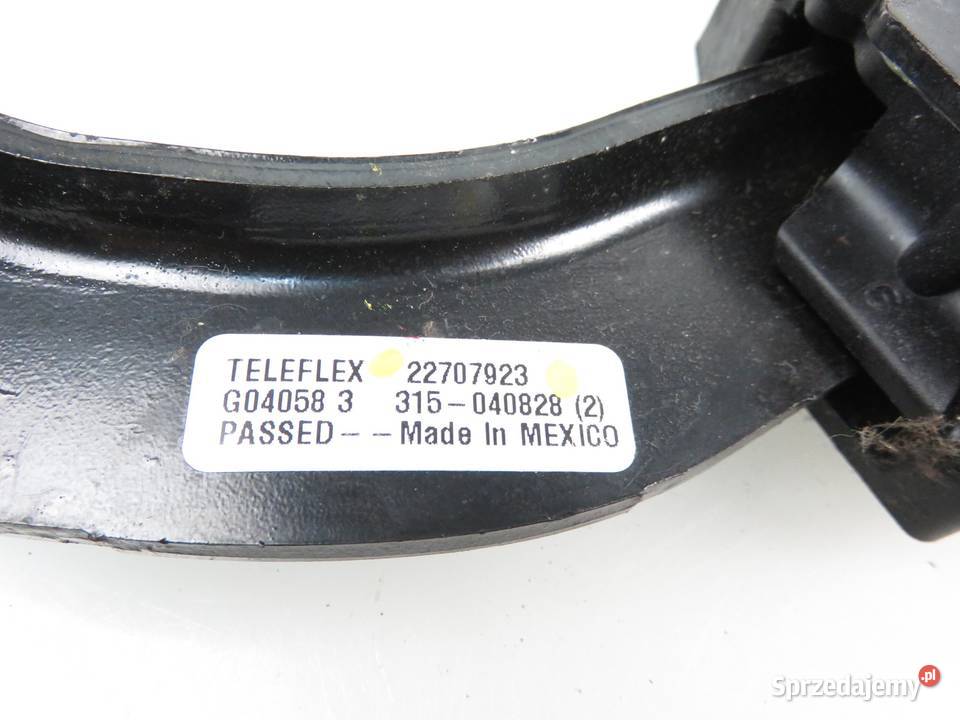 TELEFLEX 22707923
G04058 3 315-040828 (2)
PASSED--Made In MEXICO
Sprzedajemy.pl